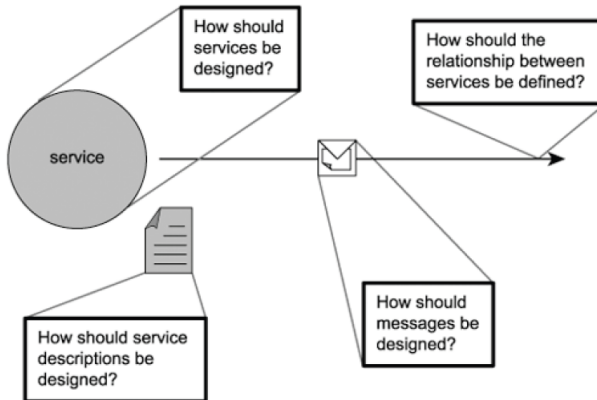 How should
services be
designed?
How should the
relationship between
services be defined?
service
How should
messages be
designed?
How should service
descriptions be
designed?